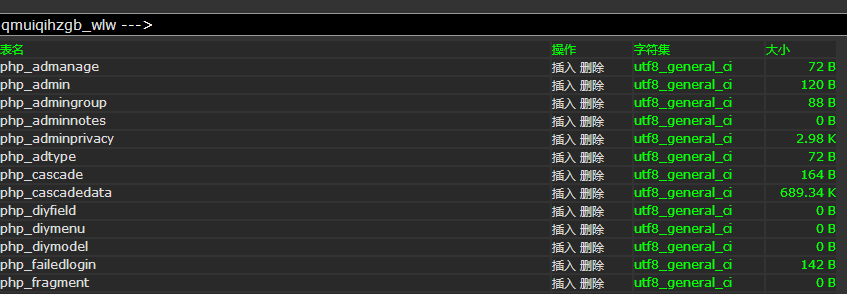 qmuiqihzgb_wlw --->
表名 操作 字符集 大小
php_admanage 插入 删除 utf8_general_ci 72 B
php_admin 插入 删除 utf8_general_ci 120 B
php_admingroup 插入 删除 utf8_general_ci 88 B
php_adminnotes 插入 删除 utf8_general_ci 0 B
php_adminprivacy 插入 删除 utf8_general_ci 2.98 K
php_adtype 插入 删除 utf8_general_ci 72 B
php_cascade 插入 删除 utf8_general_ci 164 B
php_cascadedata 插入 删除 utf8_general_ci 689.34 K
php_diyfield 插入 删除 utf8_general_ci 0 B
php_diymenu 插入 删除 utf8_general_ci 0 B
php_diymodel 插入 删除 utf8_general_ci 0 B
php_failedlogin 插入 删除 utf8_general_ci 142 B
php_fragment 插入 删除 utf8_general_ci 0 B